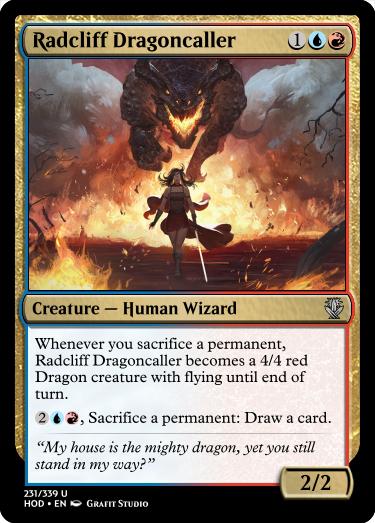 Radcliff Dragoncaller 1
Creature — Human Wizard
Whenever you sacrifice a permanent,
Radcliff Dragoncaller becomes a 4/4 red
Dragon creature with flying until end of
turn.
2, Sacrifice a permanent: Draw a card.
“My house is the mighty dragon, yet you still
stand in my way?”
2/2
231/339 U
HOD • EN Grafit Studio